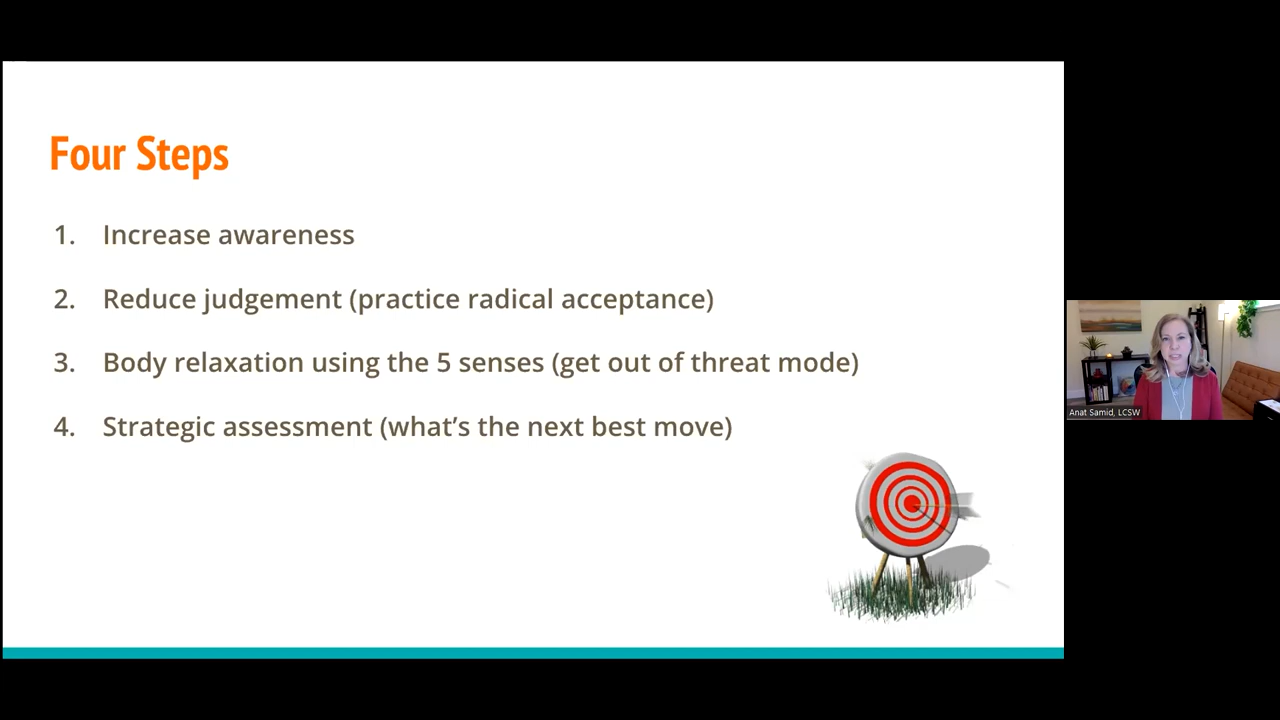 Four Steps
1. Increase awareness
2. Reduce judgement (practice radical acceptance)
3. Body relaxation using the 5 senses (get out of threat mode)
4. Strategic assessment (what’s the next best move)
Anat Samid, LCSW